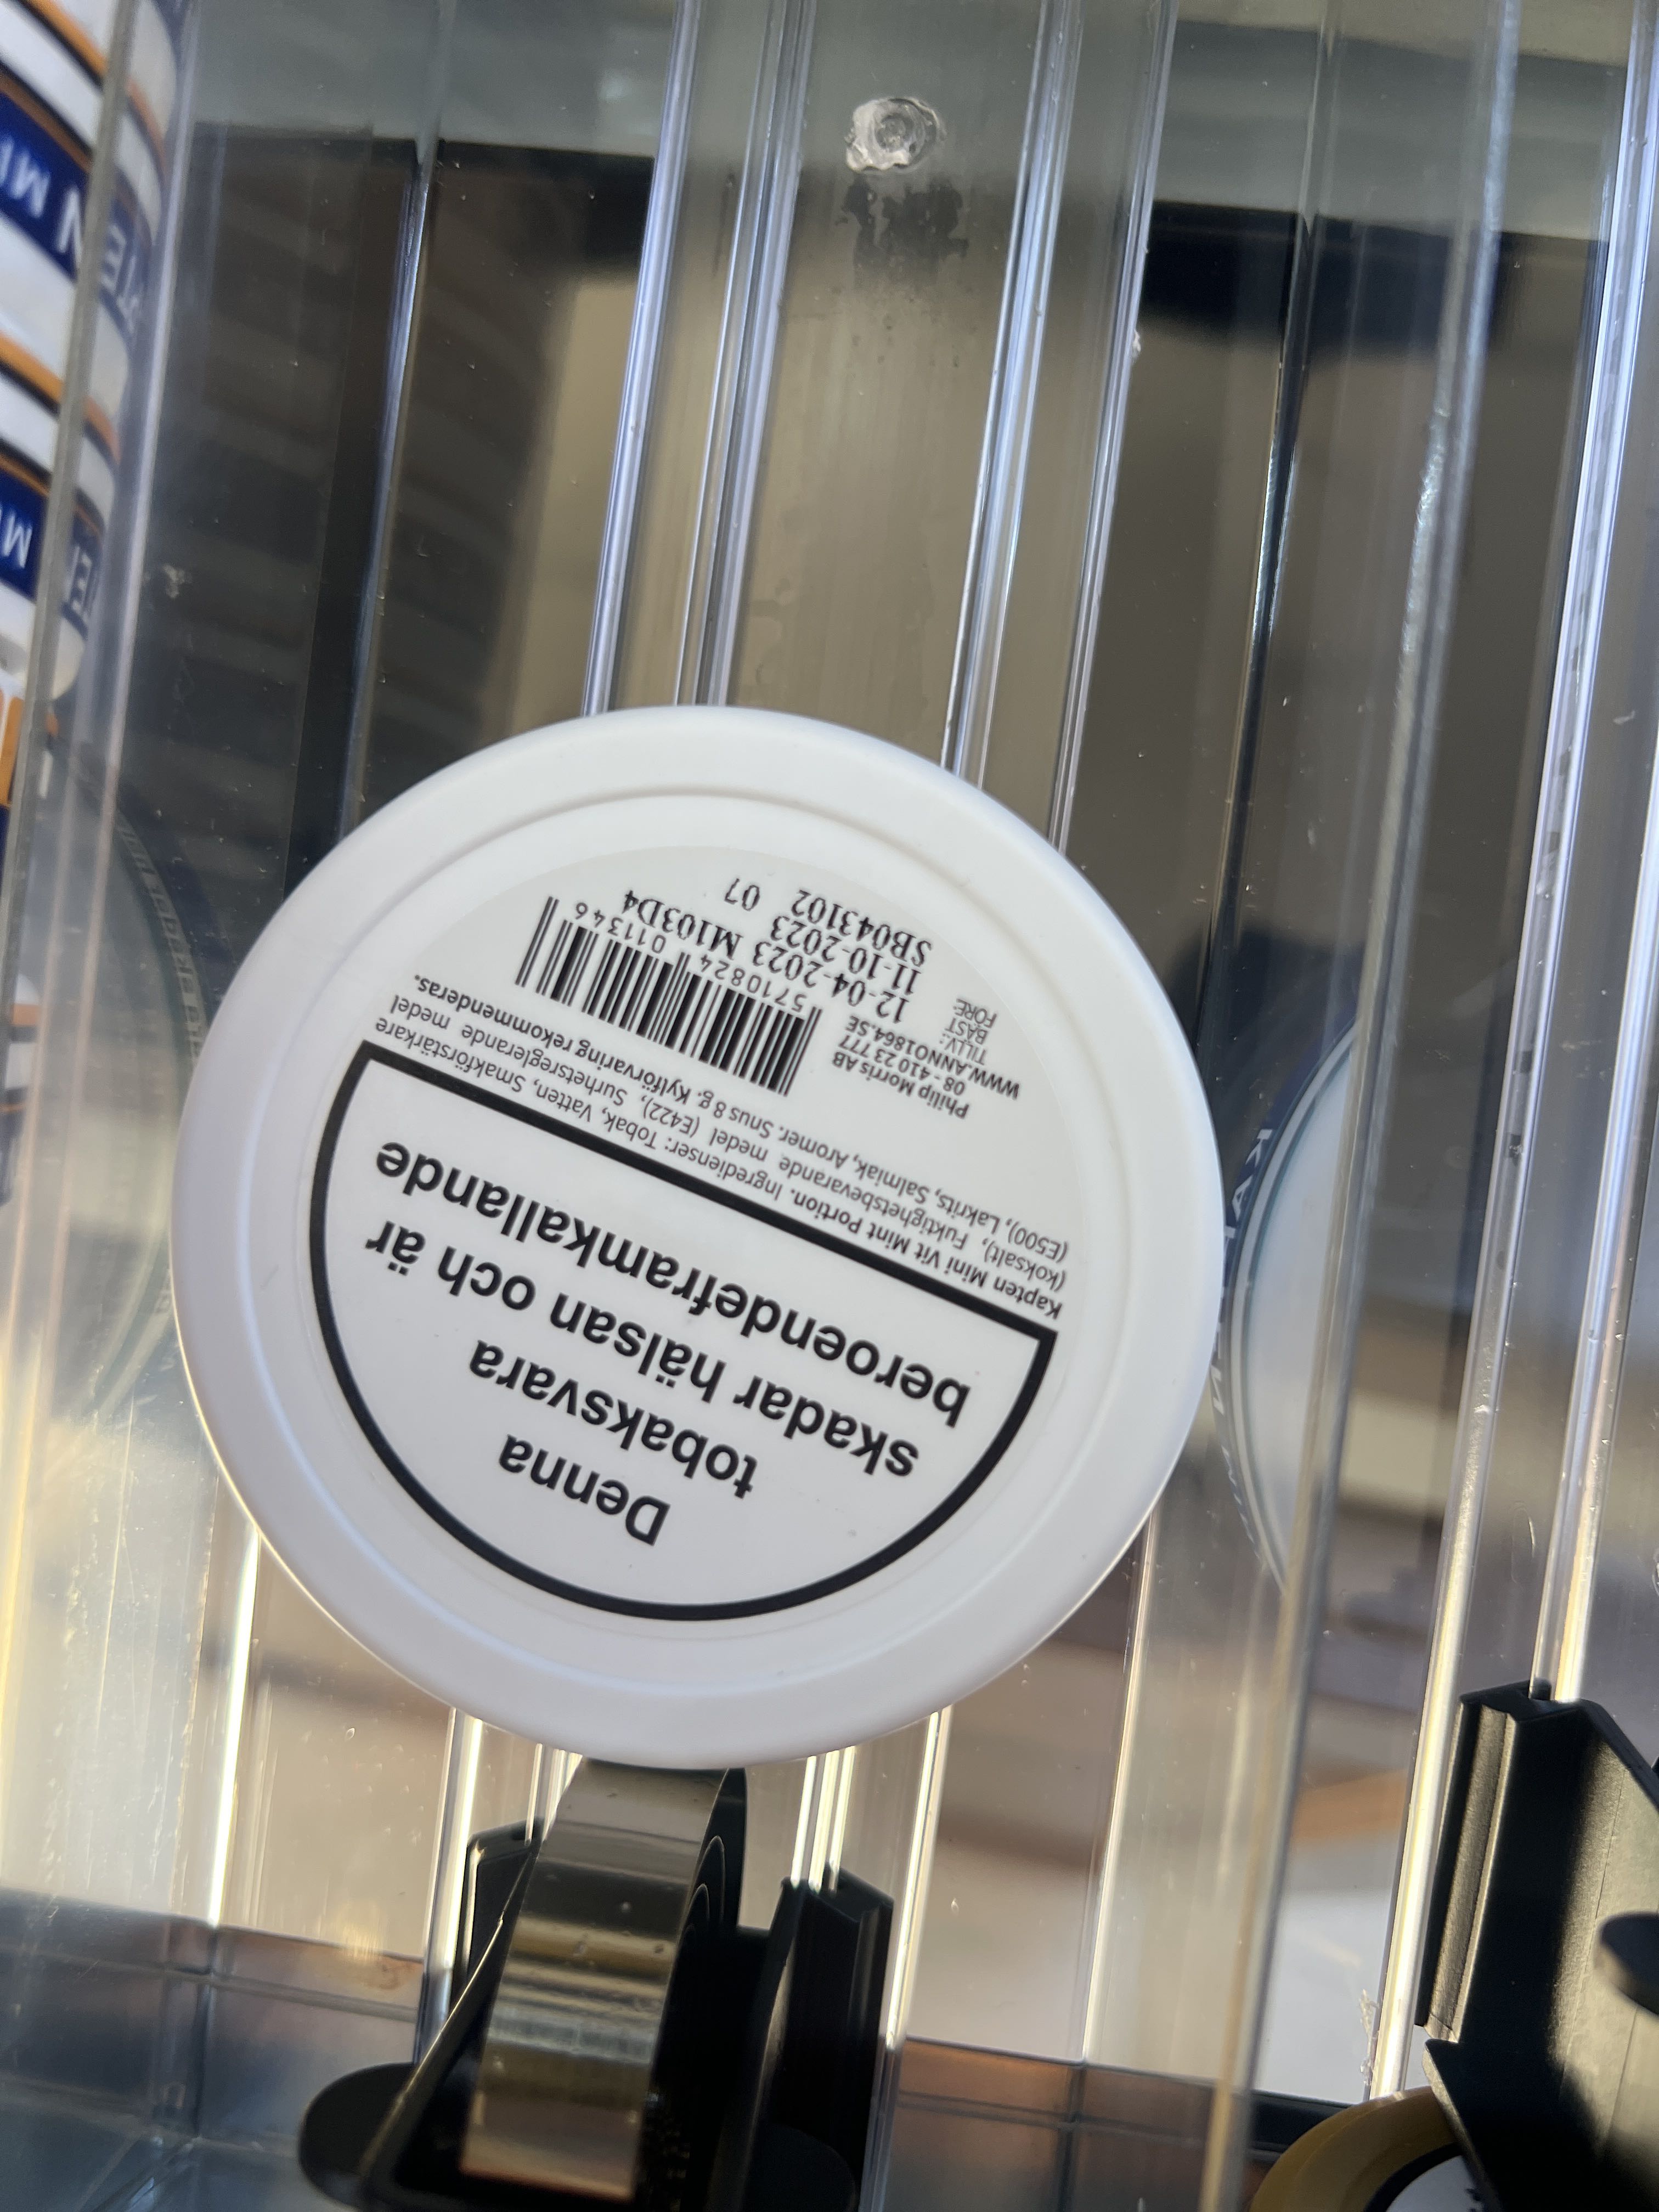 Denna
tobaksvara
skadar hälsan och är
beroendeframkallande
Kapten Mini Vit Mint Portion. Ingredienser: Tobak, Vatten, Smakförstärkare
(koksalt), Fuktighetsbevarande medel (E422), Surhetsreglerande medel
(E500), Lakrits, Salmiak, Aromer. Snus 8 g. Kylförvaring rekommenderas.
Philip Morris AB
08 - 410 23 777
WWW.ANNO1864.SE
TILLV.:
BÄST:
FÖRE:
12-04-2023 M103D4
11-10-2023 07
SB043102
5710824 011346